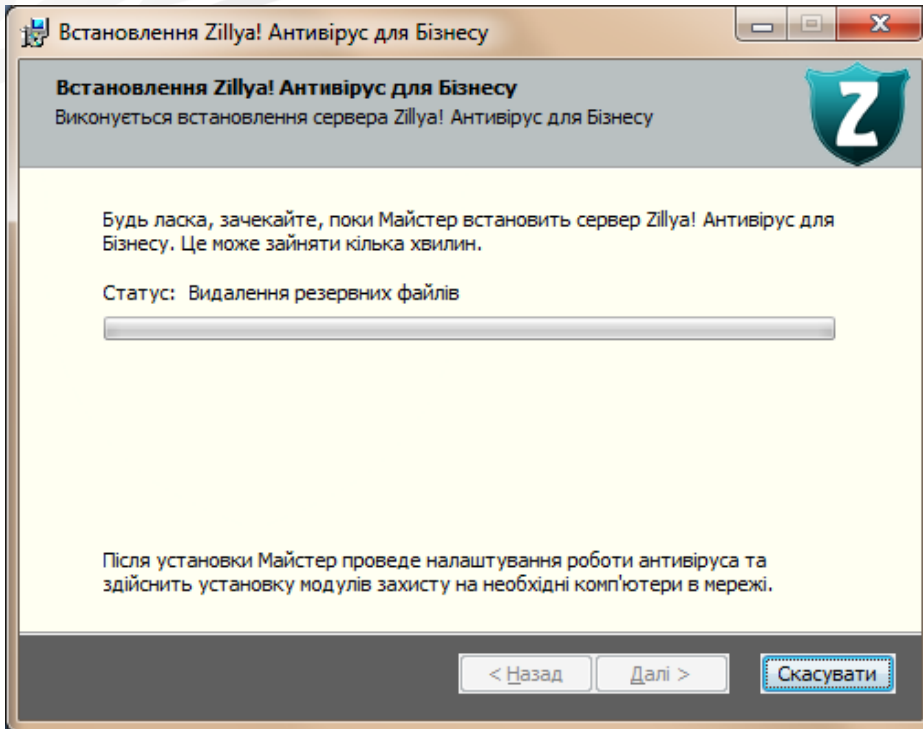 Встановлення Zillya! Антивірус для Бізнесу
Встановлення Zillya! Антивірус для Бізнесу
Виконується встановлення сервера Zillya! Антивірус для Бізнесу
Z
Будь ласка, зачекайте, поки Майстер встановить сервер Zillya! Антивірус для
Бізнесу. Це може зайняти кілька хвилин.
Статус: Видалення резервних файлів
Після установки Майстер проведе налаштування роботи антивіруса та
здійснить установку модулів захисту на необхідні комп'ютери в мережі.
< Назад Далі > Скасувати